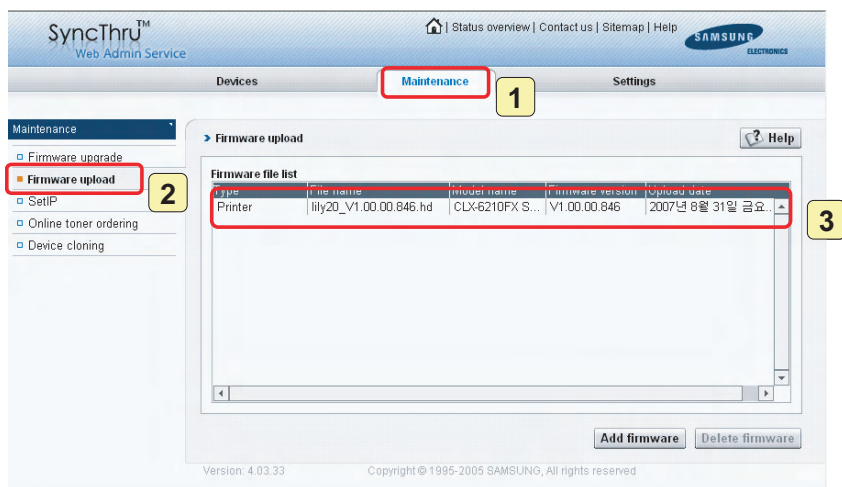 SyncThru™
Web Admin Service
Status overview | Contact us | Sitemap | Help
SAMSUNG
ELECTRONICS
Devices
Maintenance
1
Settings
Maintenance
Firmware upgrade
Firmware upload
2
SetIP
Online toner ordering
Device cloning
Firmware upload
Help
Firmware file list
Type File name Model name Firmware version Upload date
Printer lily20_V1.00.00.846.hd CLX-6210FX S... V1.00.00.846 2007년 8월 31일 금요...
3
Add firmware Delete firmware
Version: 4.03.33 Copyright © 1995-2005 SAMSUNG, All rights reserved